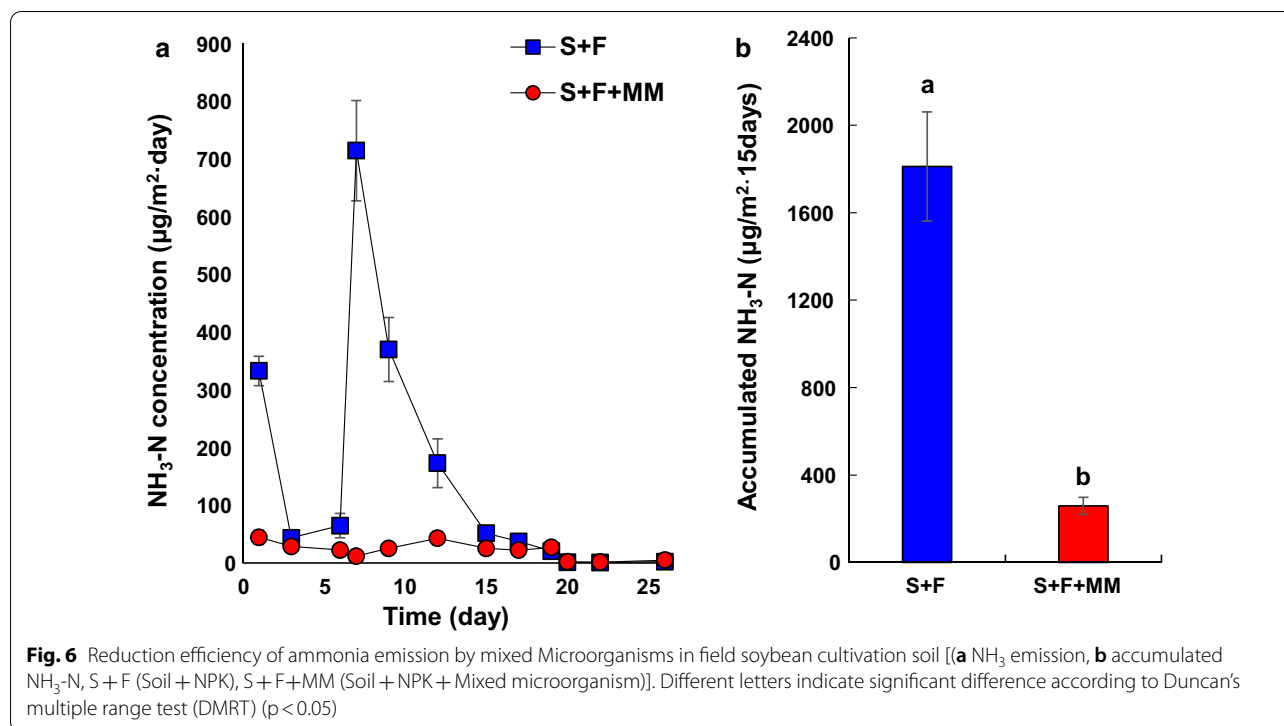 a
900
800
700
600
500
400
300
200
100
0
NH₃-N concentration (µg/m²·day)
0 5 10 15 20 25
Time (day)
S+F
S+F+MM
b
2400
2000
1600
1200
800
400
0
Accumulated NH₃-N (µg/m²·15days)
a
b
S+F S+F+MM
Fig. 6 Reduction efficiency of ammonia emission by mixed Microorganisms in field soybean cultivation soil [(a NH₃ emission, b accumulated
NH₃-N, S + F (Soil + NPK), S + F+MM (Soil + NPK + Mixed microorganism)]. Different letters indicate significant difference according to Duncan’s
multiple range test (DMRT) (p < 0.05)